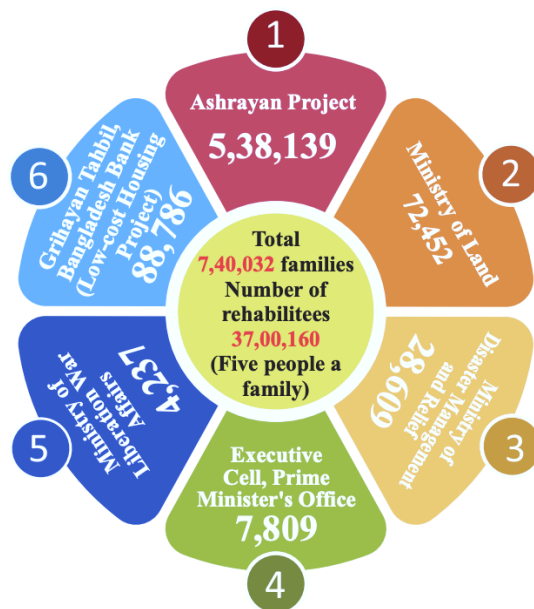 1
Ashrayan Project
5,38,139
2
Ministry of Land
72,452
3
Ministry of
Disaster Management
and Relief
28,609
4
Executive
Cell, Prime
Minister's Office
7,809
5
Ministry of
Liberation War
Affairs
4,237
6
Grihayan Tahbil,
Bangladesh Bank
(Low-cost Housing
Project)
88,786
Total
7,40,032 families
Number of
rehabilitees
37,00,160
(Five people a
family)